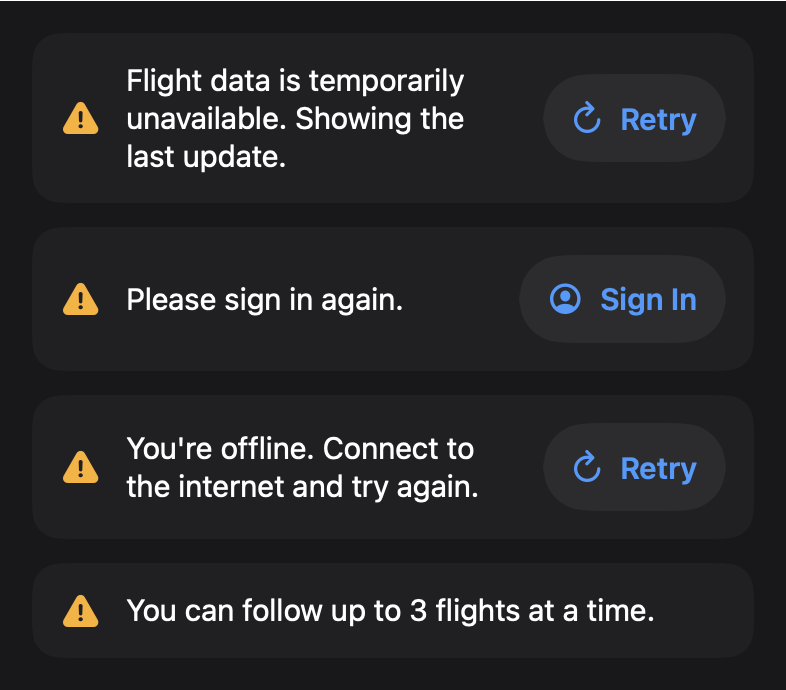 Flight data is temporarily
unavailable. Showing the
last update.
Retry
Please sign in again.
Sign In
You're offline. Connect to
the internet and try again.
Retry
You can follow up to 3 flights at a time.